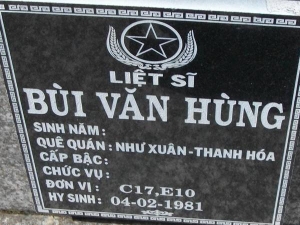 LIỆT SĨ
BÙI VĂN HÙNG
SINH NĂM :
QUÊ QUÁN : NHƯ XUÂN-THANH HÓA
CẤP BẬC :
CHỨC VỤ :
ĐƠN VỊ : C17,E10
HY SINH : 04-02-1981